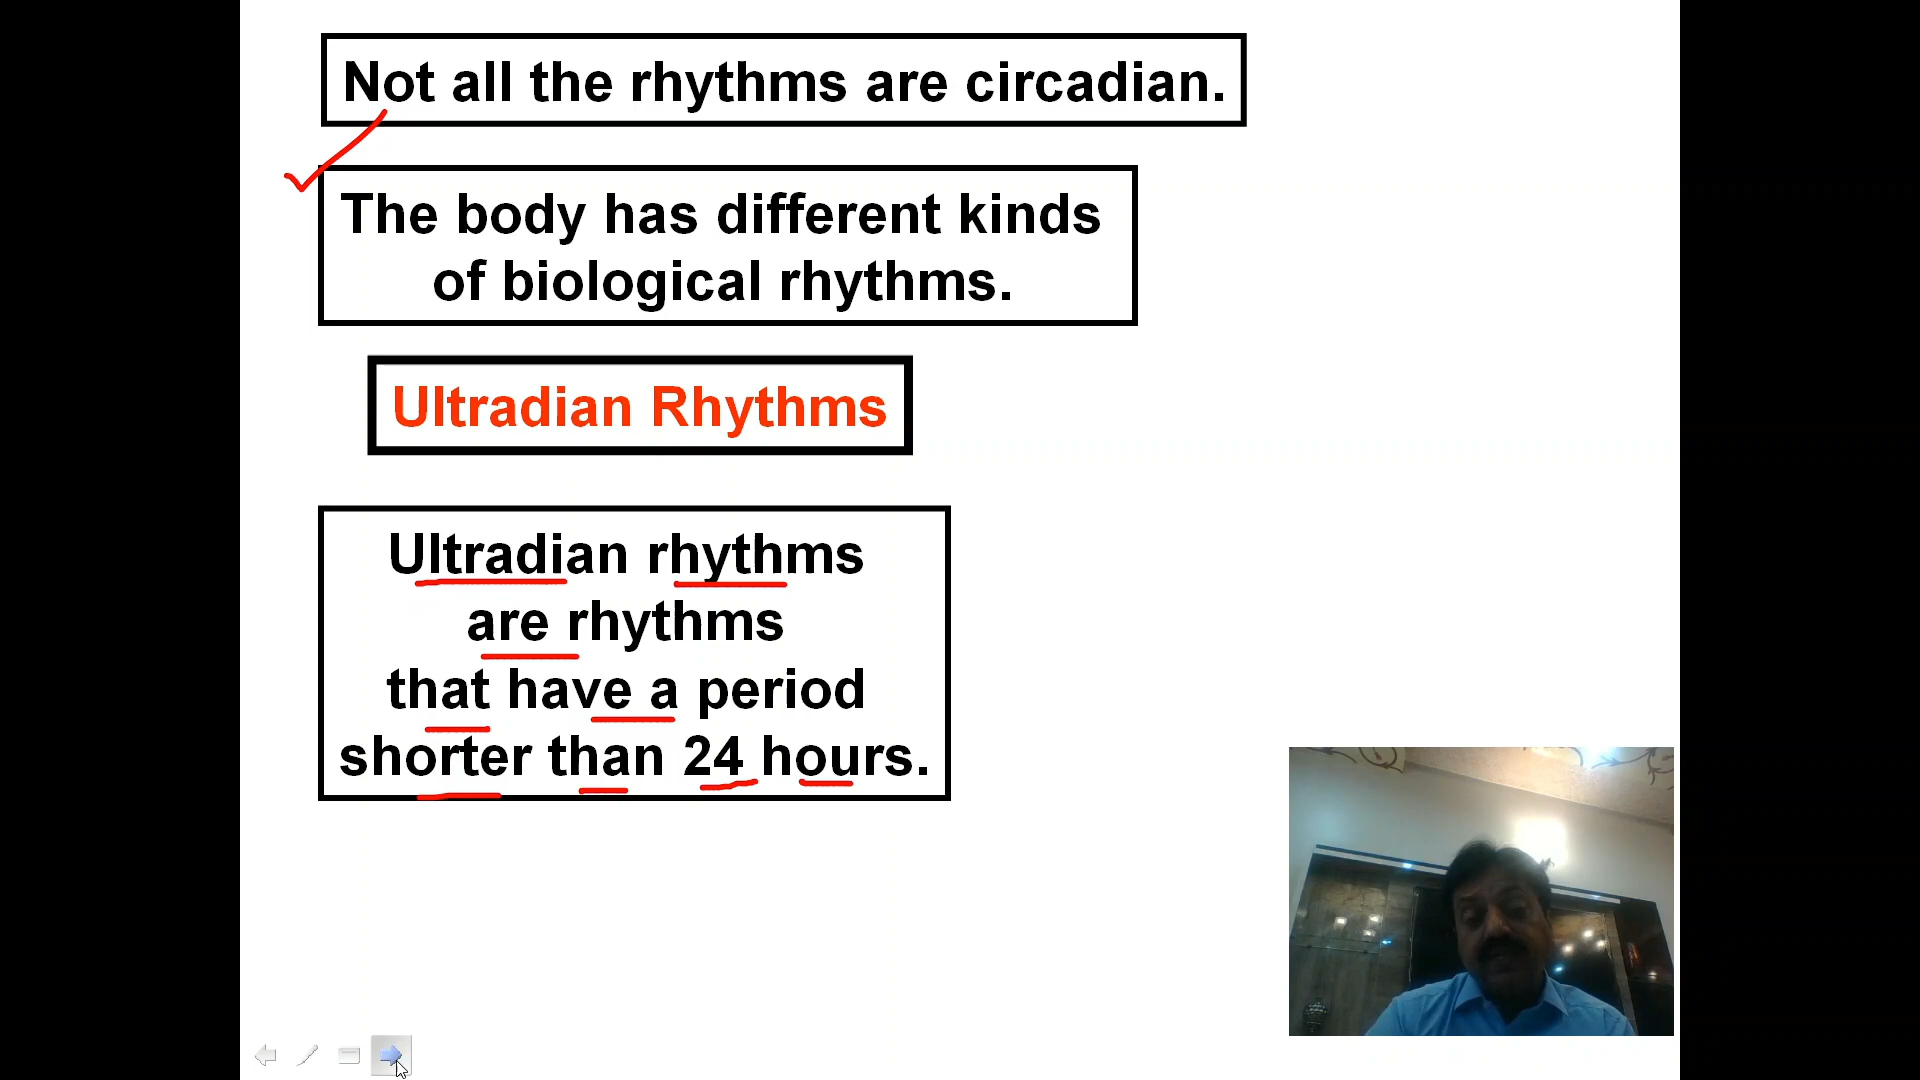 Not all the rhythms are circadian.
The body has different kinds
of biological rhythms.
Ultradian Rhythms
Ultradian rhythms
are rhythms
that have a period
shorter than 24 hours.